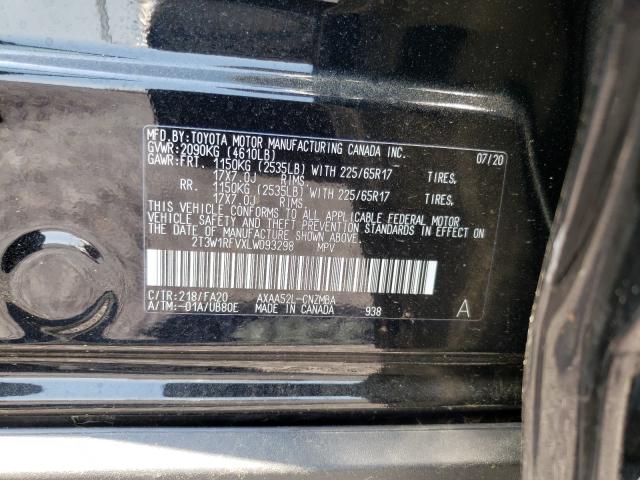 MFD.BY:TOYOTA MOTOR MANUFACTURING CANADA INC. 07/20
GVWR:2090KG (4610LB)
GAWR:FRT. 1150KG (2535LB) WITH 225/65R17 TIRES,
17X7.0J RIMS,
RR. 1150KG (2535LB) WITH 225/65R17 TIRES,
17X7.0J RIMS,
THIS VEHICLE CONFORMS TO ALL APPLICABLE FEDERAL MOTOR
VEHICLE SAFETY AND THEFT PREVENTION STANDARDS IN EFFECT ON
THE DATE OF MANUFACTURE SHOWN ABOVE.
2T3W1RFVXLW093298 MPV
C/TR:218/FA20 AXAA52L-CNZMBA A
A/TM:-01A/UB80E MADE IN CANADA 938